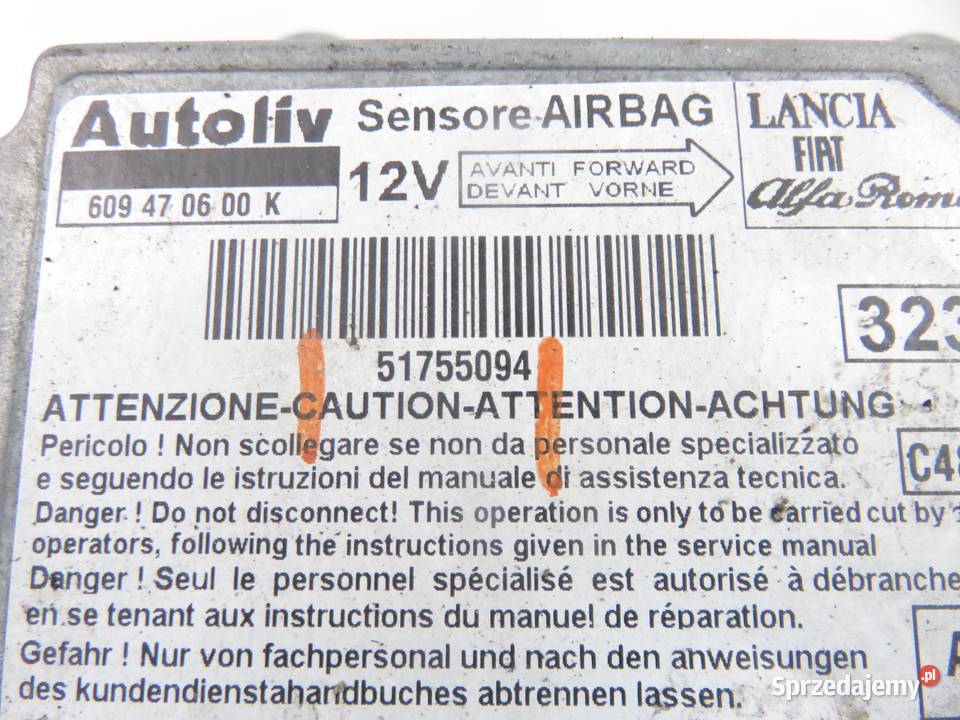 Autoliv Sensore AIRBAG LANCIA
FIAT
Alfa Rom
609 47 06 00 K
12V
AVANTI FORWARD
DEVANT VORNE
323
51755094
ATTENZIONE-CAUTION-ATTENTION-ACHTUNG
Pericolo ! Non scollegare se non da personale specializzato
e seguendo le istruzioni del manuale di assistenza tecnica.
C48
Danger ! Do not disconnect! This operation is only to be carried cut by
operators, following the instructions given in the service manual
Danger ! Seul le personnel spécialisé est autorisé à débranche
en se tenant aux instructions du manuel de réparation.
Gefahr ! Nur von fachpersonal und nach den anweisungen
des kundendienstahandbuches abtrennen lassen.
A
Sprzedajemy.pl